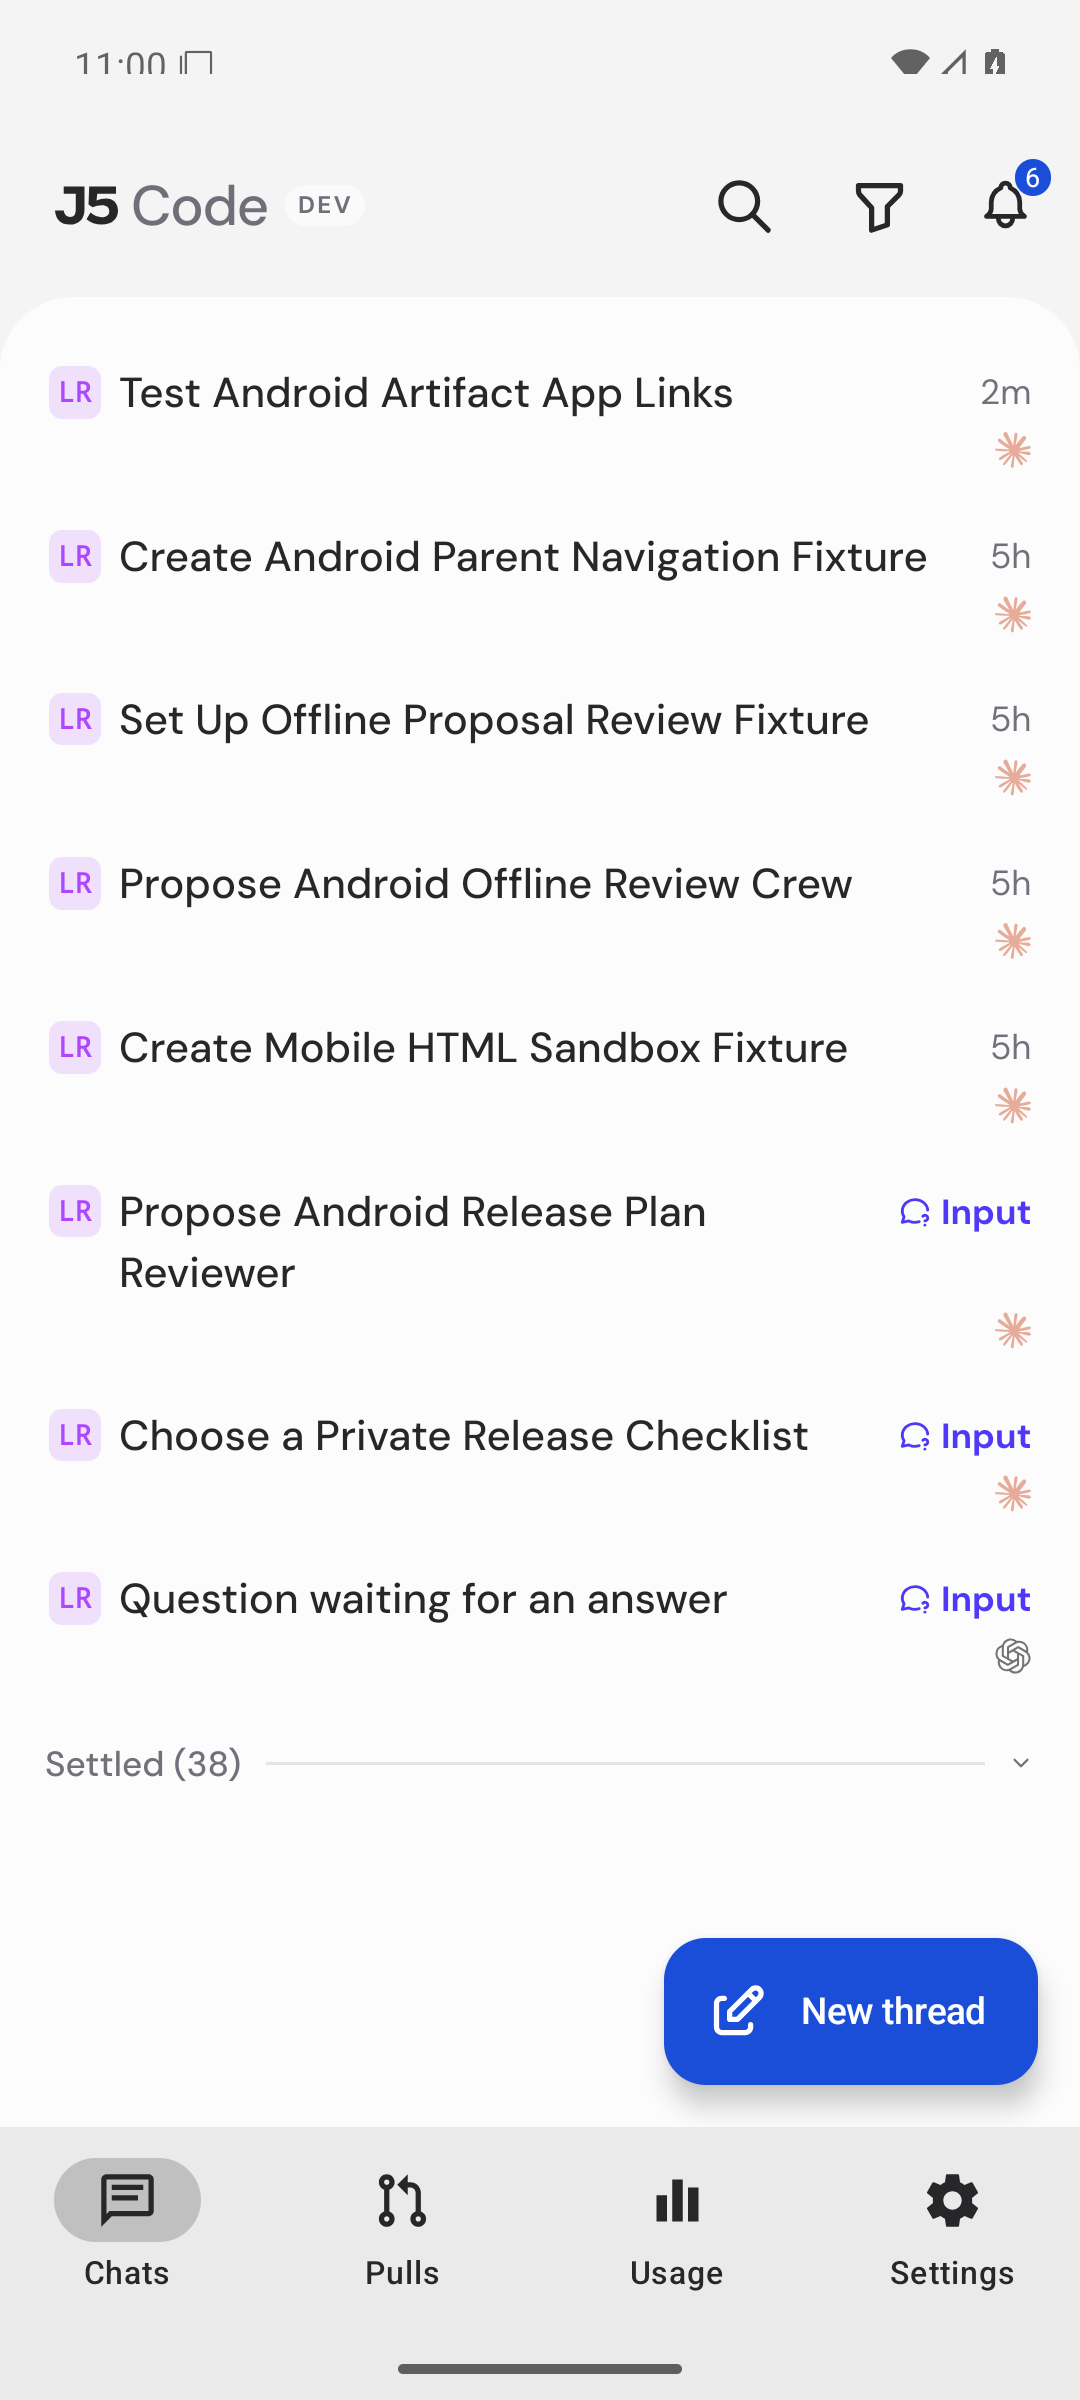 11:00
J5 Code DEV
6
LR Test Android Artifact App Links 2m
LR Create Android Parent Navigation Fixture 5h
LR Set Up Offline Proposal Review Fixture 5h
LR Propose Android Offline Review Crew 5h
LR Create Mobile HTML Sandbox Fixture 5h
LR Propose Android Release Plan Input
Reviewer
LR Choose a Private Release Checklist Input
LR Question waiting for an answer Input
Settled (38)
New thread
Chats Pulls Usage Settings